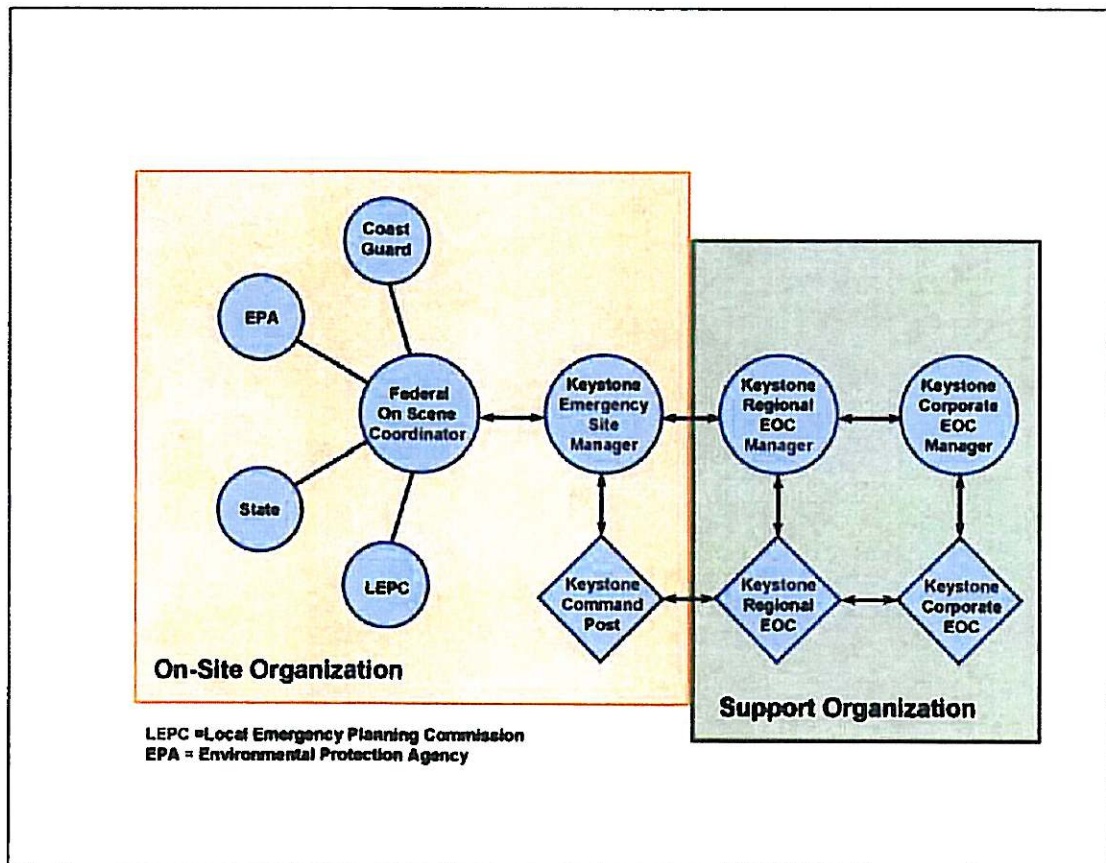 Coast
Guard
EPA
Federal
On Scene
Coordinator
State
LEPC
Keystone
Emergency
Site
Manager
Keystone
Regional
EOC
Manager
Keystone
Corporate
EOC
Manager
Keystone
Command
Post
Keystone
Regional
EOC
Keystone
Corporate
EOC
On-Site Organization
Support Organization
LEPC =Local Emergency Planning Commission
EPA = Environmental Protection Agency